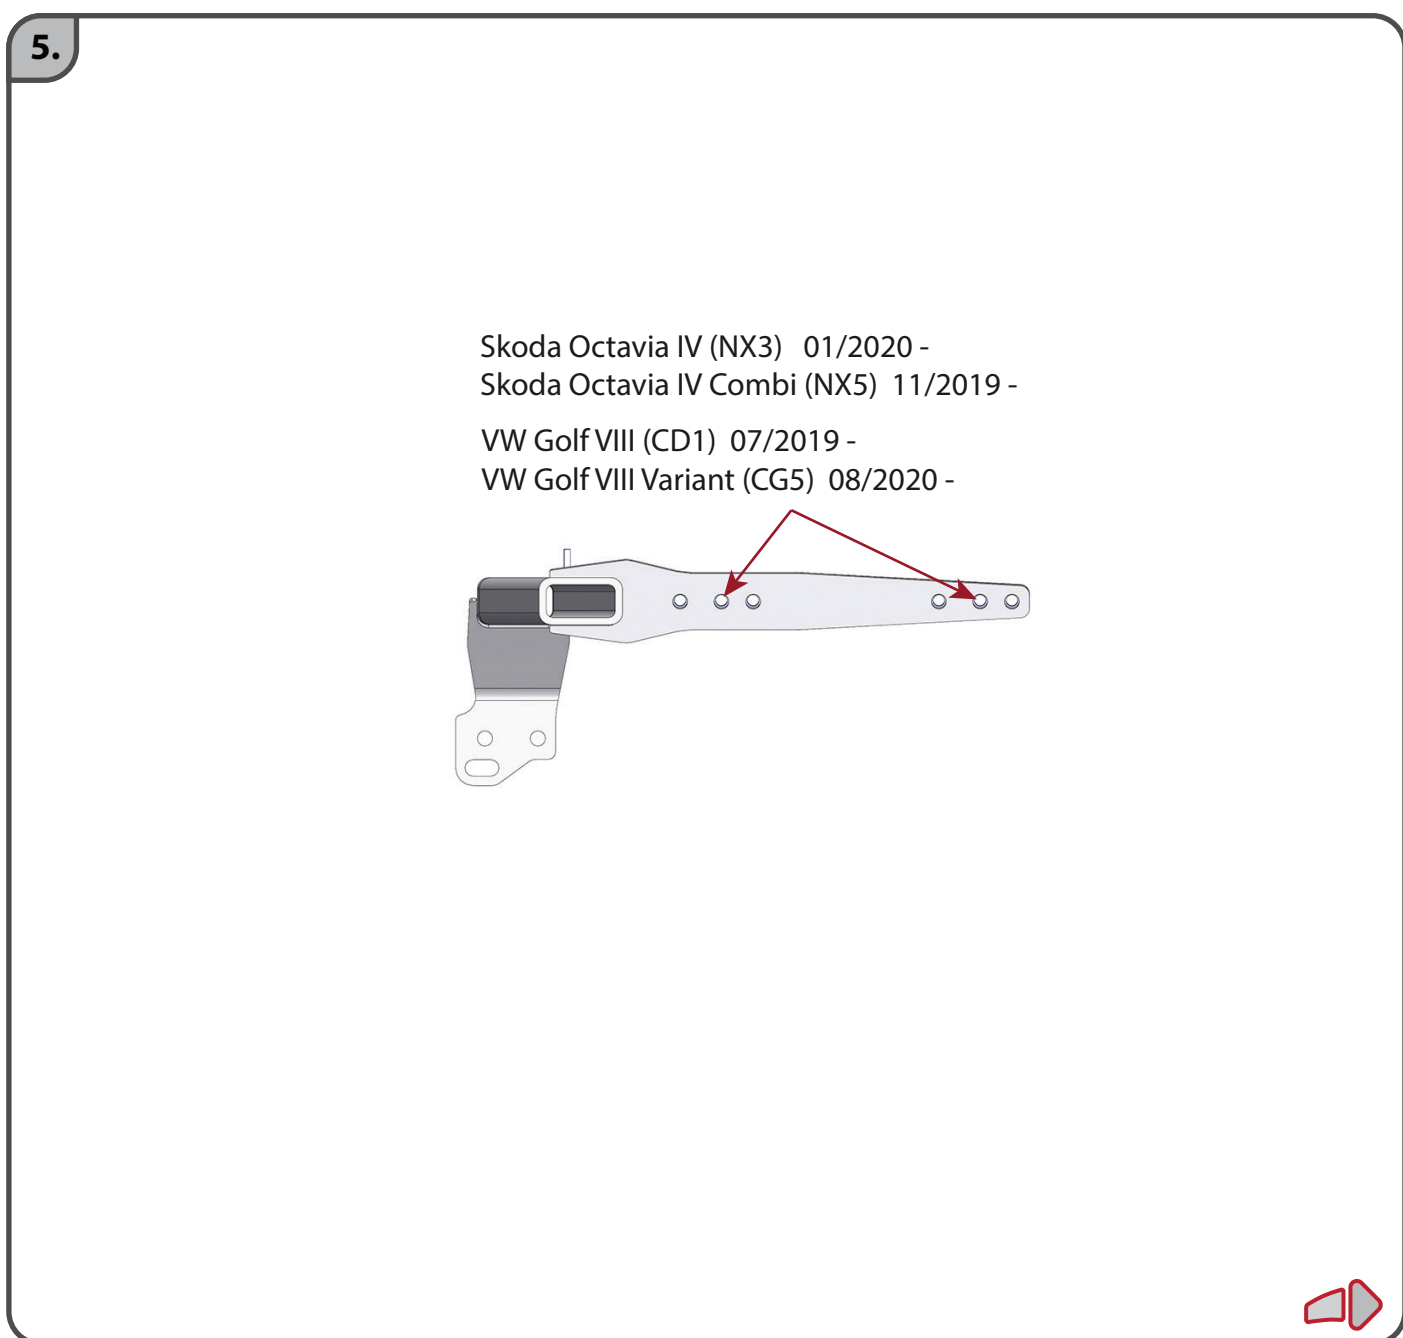 5.
Skoda Octavia IV (NX3) 01/2020 -
Skoda Octavia IV Combi (NX5) 11/2019 -
VW Golf VIII (CD1) 07/2019 -
VW Golf VIII Variant (CG5) 08/2020 -